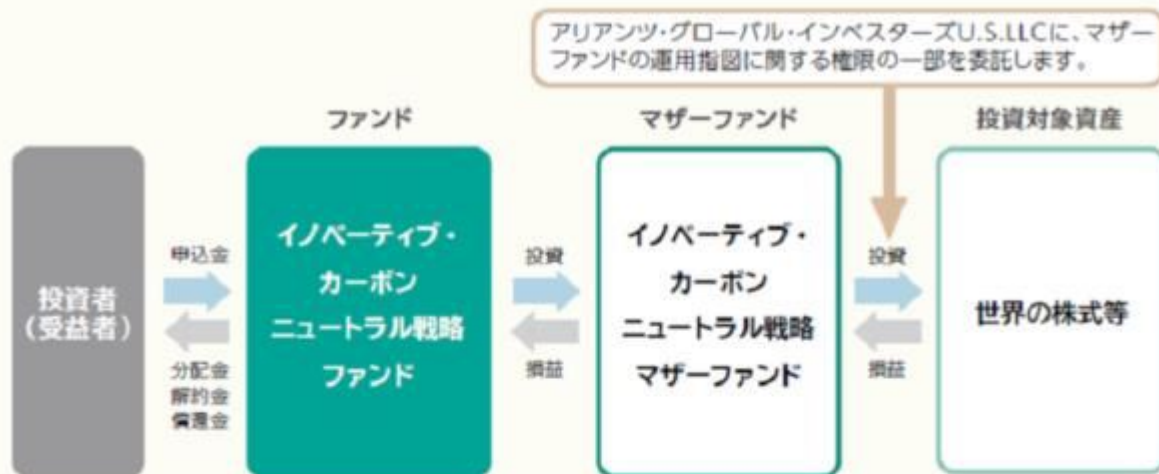 アリアンツ・グローバル・インベスターズU.S.LLCに、マザー
ファンドの運用指図に関する権限の一部を委託します。
ファンド
マザーファンド
投資対象資産
投資者
(受益者)
申込金
分配金
解約金
償還金
イノベーティブ・
カーボン
ニュートラル戦略
ファンド
投資
損益
イノベーティブ・
カーボン
ニュートラル戦略
マザーファンド
投資
損益
世界の株式等